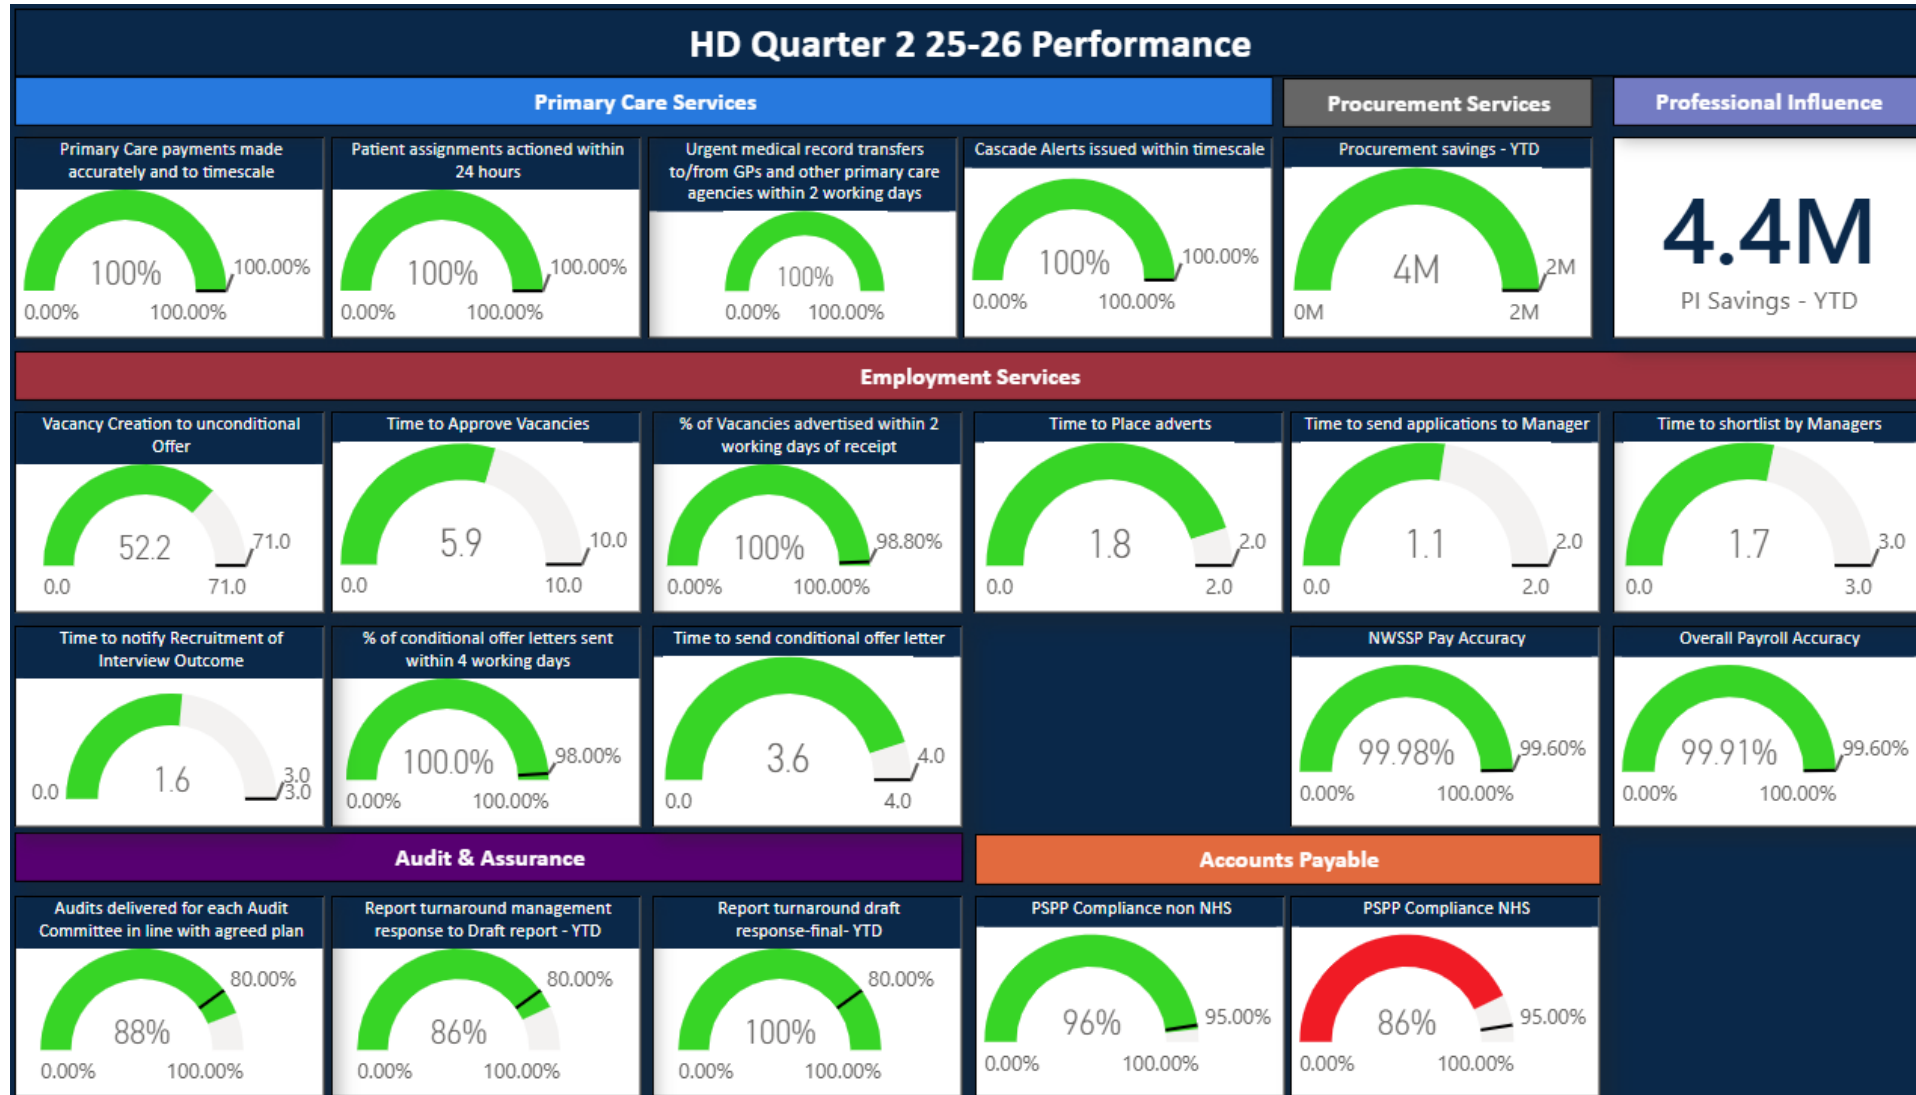 HD Quarter 2 25-26 Performance
Primary Care Services
Procurement Services
Professional Influence
Primary Care payments made
accurately and to timescale
100%
100.00%
0.00%
100.00%
Patient assignments actioned within
24 hours
100%
100.00%
0.00%
100.00%
Urgent medical record transfers
to/from GPs and other primary care
agencies within 2 working days
100%
0.00%
100.00%
Cascade Alerts issued within timescale
100%
100.00%
0.00%
100.00%
Procurement savings - YTD
4M
2M
0M
2M
4.4M
PI Savings - YTD
Employment Services
Vacancy Creation to unconditional
Offer
52.2
71.0
0.0
71.0
Time to Approve Vacancies
5.9
10.0
0.0
10.0
% of Vacancies advertised within 2
working days of receipt
100%
98.80%
0.00%
100.00%
Time to Place adverts
1.8
2.0
0.0
2.0
Time to send applications to Manager
1.1
2.0
0.0
2.0
Time to shortlist by Managers
1.7
3.0
0.0
3.0
Time to notify Recruitment of
Interview Outcome
1.6
3.0
0.0
3.0
% of conditional offer letters sent
within 4 working days
100.0%
98.00%
0.00%
100.00%
Time to send conditional offer letter
3.6
4.0
0.0
4.0
NWSSP Pay Accuracy
99.98%
99.60%
0.00%
100.00%
Overall Payroll Accuracy
99.91%
99.60%
0.00%
100.00%
Audit & Assurance
Accounts Payable
Audits delivered for each Audit
Committee in line with agreed plan
80.00%
88%
0.00%
100.00%
Report turnaround management
response to Draft report - YTD
80.00%
86%
0.00%
100.00%
Report turnaround draft
response-final- YTD
80.00%
100%
0.00%
100.00%
PSPP Compliance non NHS
96%
95.00%
0.00%
100.00%
PSPP Compliance NHS
86%
95.00%
0.00%
100.00%